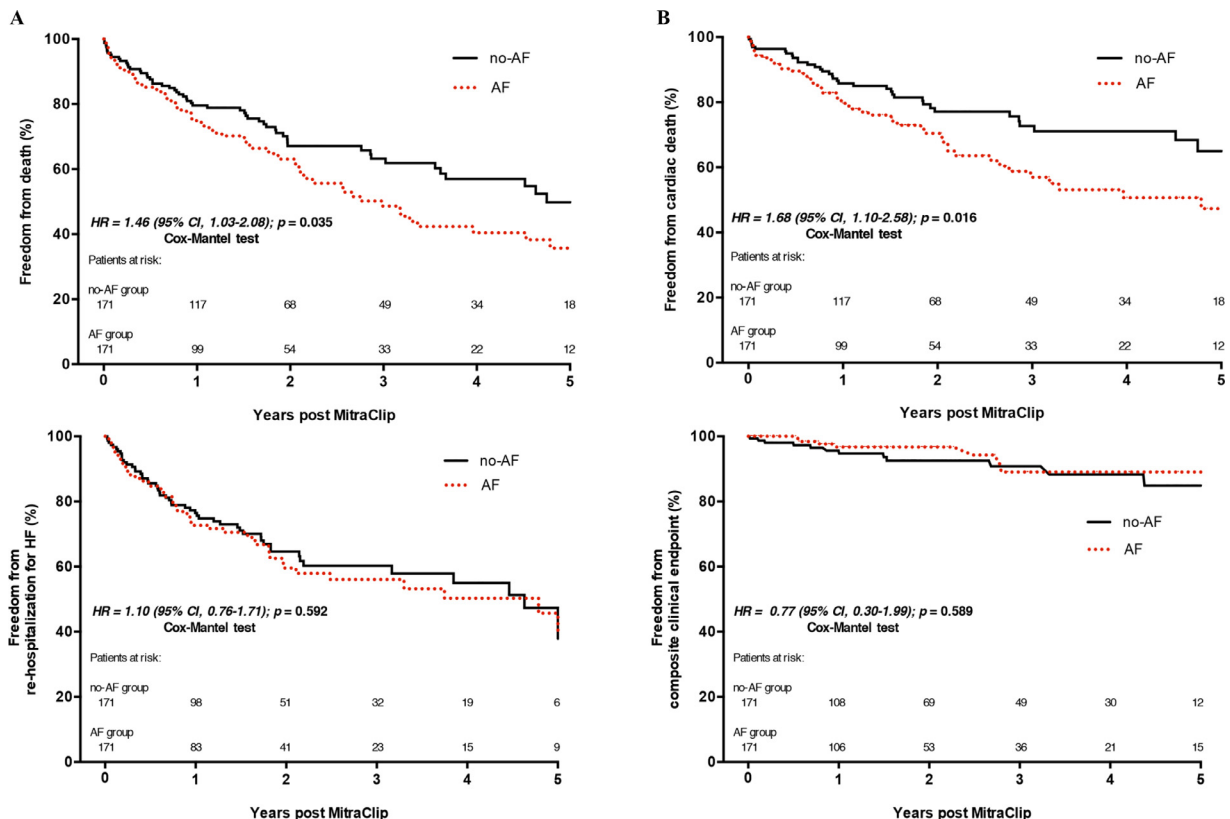 A
100
80
60
40
20
0
Freedom from death (%)
no-AF
AF
HR = 1.46 (95% CI, 1.03-2.08); p = 0.035
Cox-Mantel test
Patients at risk:
no-AF group
171 117 68 49 34 18
AF group
171 99 54 33 22 12
0 1 2 3 4 5
Years post MitraClip
B
100
80
60
40
20
0
Freedom from cardiac death (%)
no-AF
AF
HR = 1.68 (95% CI, 1.10-2.58); p = 0.016
Cox-Mantel test
Patients at risk:
no-AF group
171 117 68 49 34 18
AF group
171 99 54 33 22 12
0 1 2 3 4 5
Years post MitraClip
100
80
60
40
20
0
Freedom from
re-hospitalization for HF (%)
no-AF
AF
HR = 1.10 (95% CI, 0.76-1.71); p = 0.592
Cox-Mantel test
Patients at risk:
no-AF group
171 98 51 32 19 6
AF group
171 83 41 23 15 9
0 1 2 3 4 5
Years post MitraClip
100
80
60
40
20
0
Freedom from
composite clinical endpoint (%)
no-AF
AF
HR = 0.77 (95% CI, 0.30-1.99); p = 0.589
Cox-Mantel test
Patients at risk:
no-AF group
171 108 69 49 30 12
AF group
171 106 53 36 21 15
0 1 2 3 4 5
Years post MitraClip